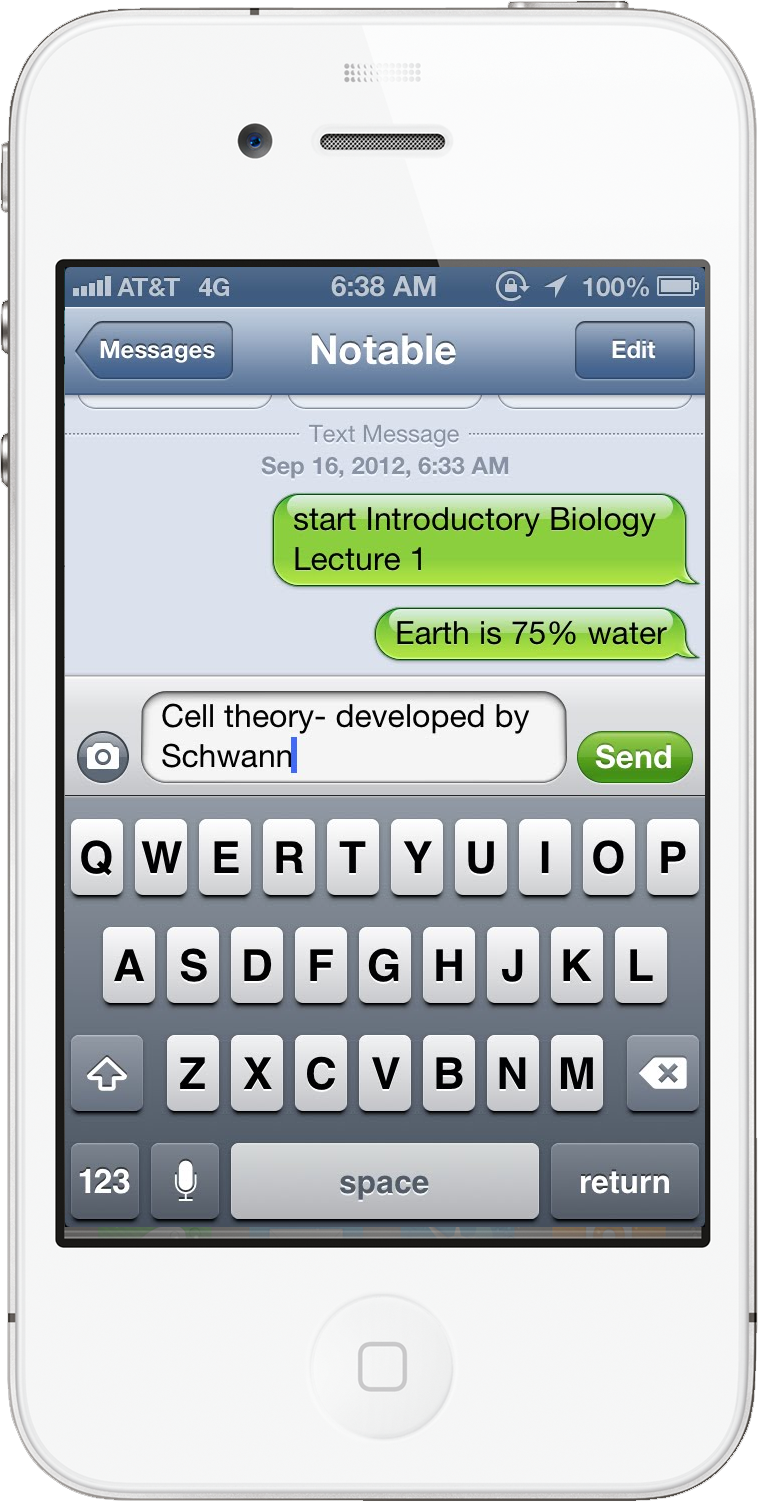 AT&T 4G 6:38 AM 100%
Messages Notable Edit
Text Message
Sep 16, 2012, 6:33 AM
start Introductory Biology
Lecture 1
Earth is 75% water
Cell theory- developed by
Schwann
Send
Q W E R T Y U I O P
A S D F G H J K L
Z X C V B N M
123 space return